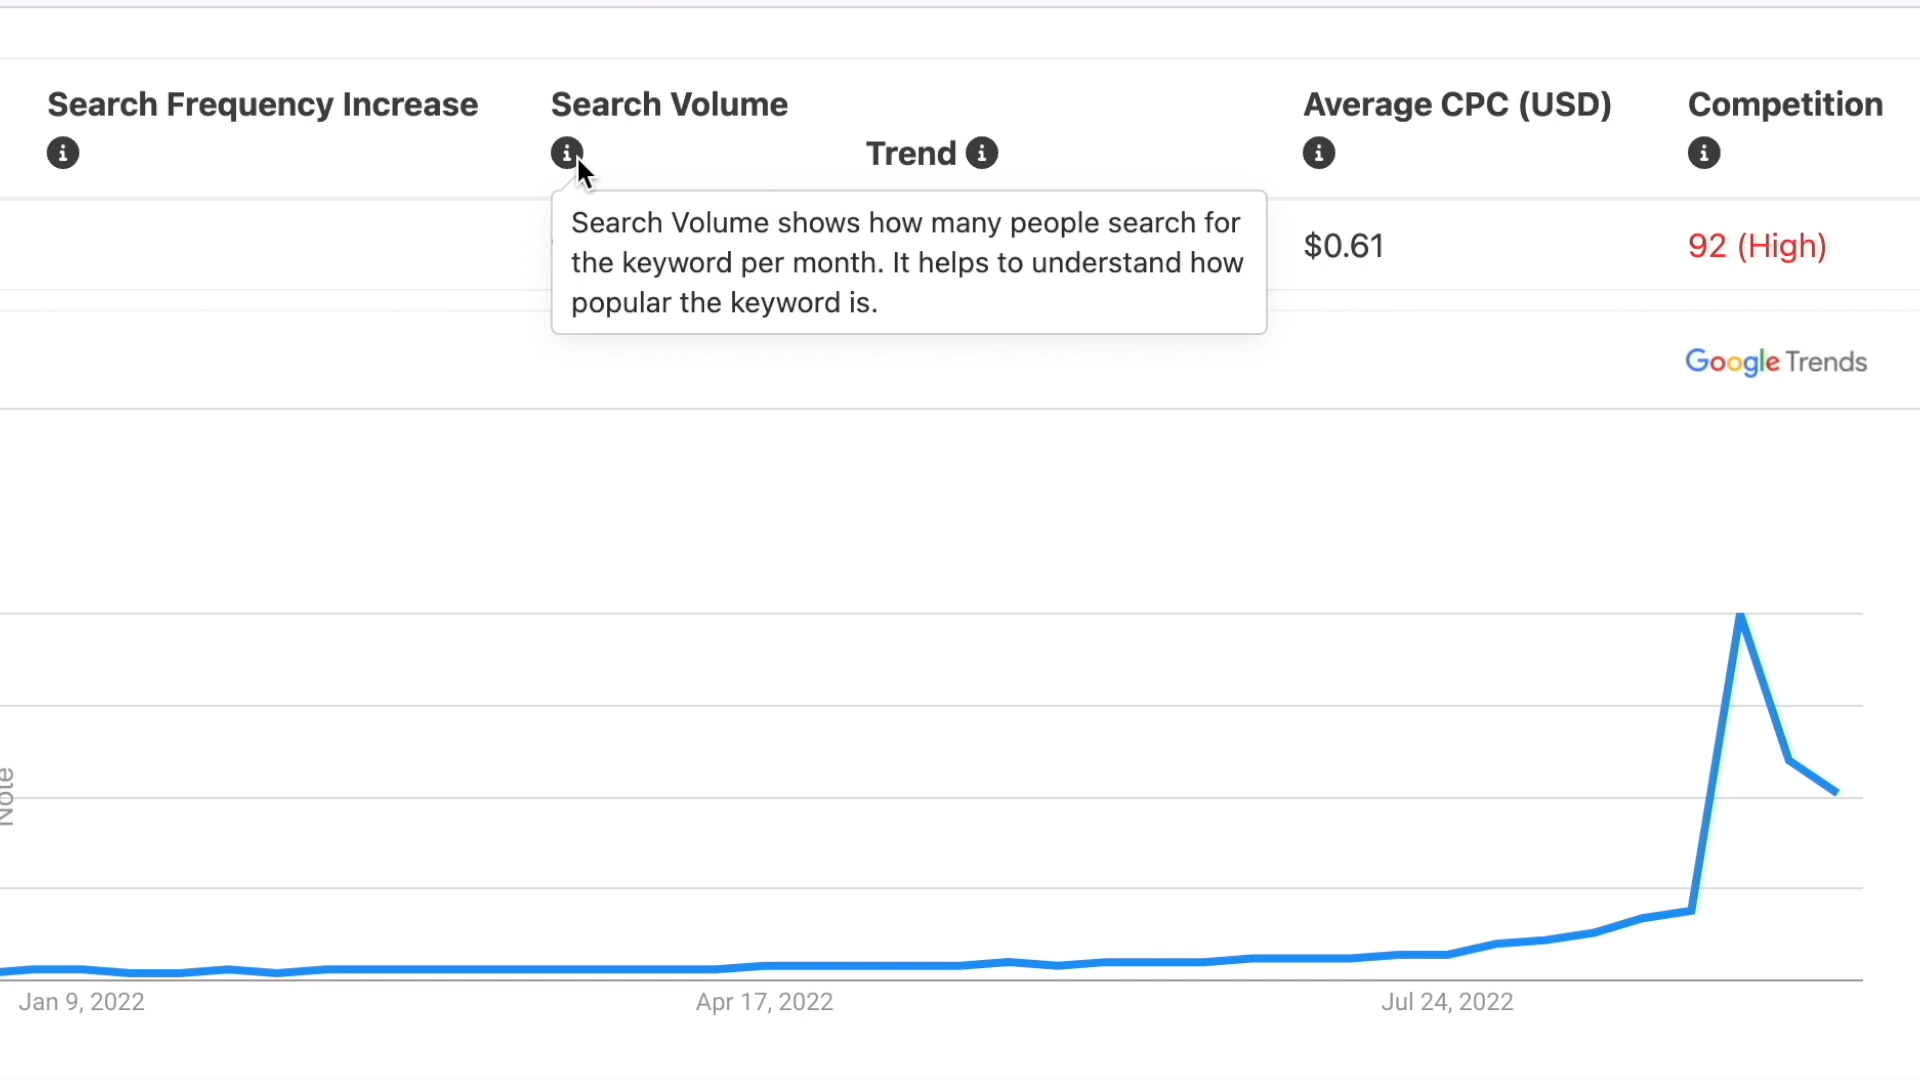 Search Frequency Increase
Search Volume
Trend
Average CPC (USD)
Competition
Search Volume shows how many people search for
the keyword per month. It helps to understand how
popular the keyword is.
$0.61
92 (High)
Google Trends
Note
Jan 9, 2022
Apr 17, 2022
Jul 24, 2022